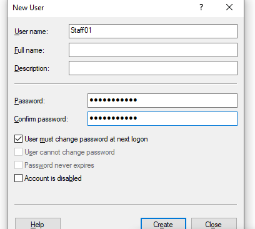 New User
User name: Staff01
Full name:
Description:
Password: ●●●●●●●●●●●
Confirm password: ●●●●●●●●●●●
User must change password at next logon
User cannot change password
Password never expires
Account is disabled
Help Create Close